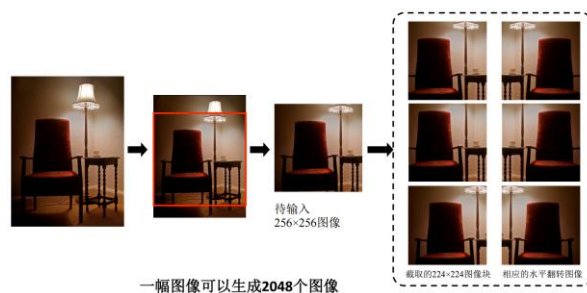 待输入
256×256图像
截取的224×224图像块
相应的水平翻转图像
一幅图像可以生成2048个图像